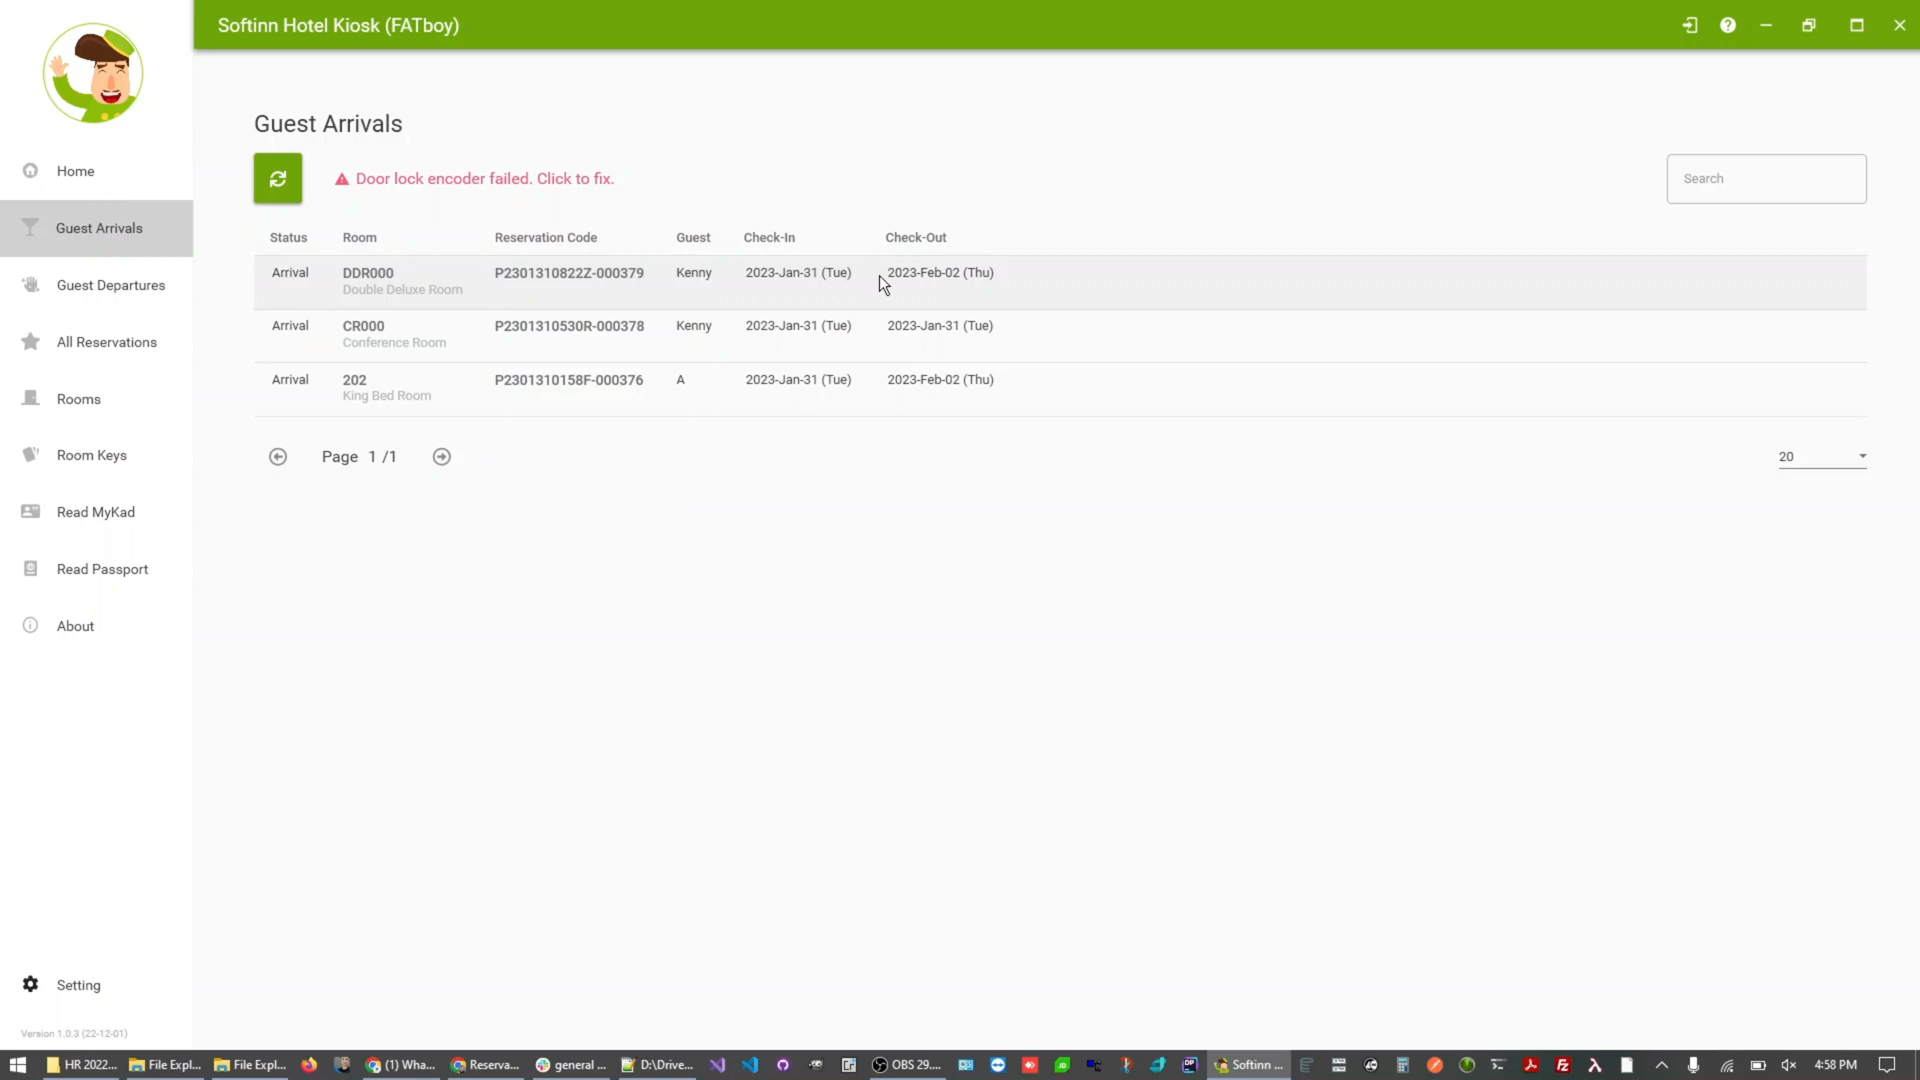 Softinn Hotel Kiosk (FATboy)
Home
Guest Arrivals
Guest Departures
All Reservations
Rooms
Room Keys
Read MyKad
Read Passport
About
Setting
Version 1.0.3 (22-12-01)
Guest Arrivals
Door lock encoder failed. Click to fix.
Search
Status Room Reservation Code Guest Check-In Check-Out
Arrival DDR000 P2301310822Z-000379 Kenny 2023-Jan-31 (Tue) 2023-Feb-02 (Thu)
Double Deluxe Room
Arrival CR000 P2301310530R-000378 Kenny 2023-Jan-31 (Tue) 2023-Jan-31 (Tue)
Conference Room
Arrival 202 P2301310158F-000376 A 2023-Jan-31 (Tue) 2023-Feb-02 (Thu)
King Bed Room
Page 1 /1
20
HR 2022... File Expl... File Expl... (1) Wha... Reserva... general ... D:\Drive... OBS 29.... Softinn ... 4:58 PM